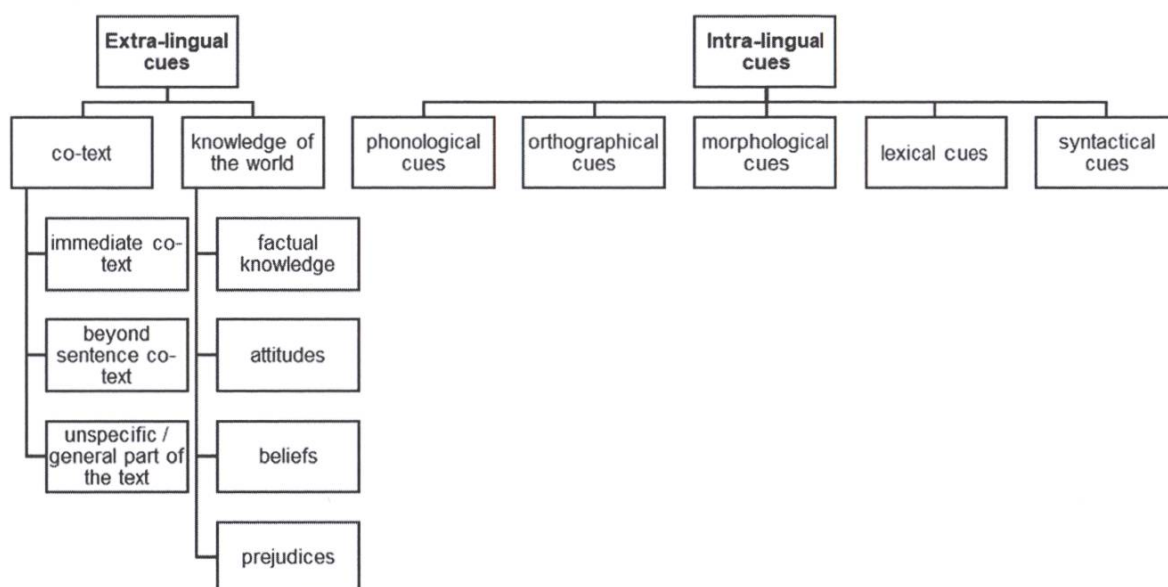 Extra-lingual
cues
Intra-lingual
cues
co-text
knowledge of
the world
phonological
cues
orthographical
cues
morphological
cues
lexical cues
syntactical
cues
immediate co-
text
factual
knowledge
beyond
sentence co-
text
attitudes
unspecific /
general part of
the text
beliefs
prejudices